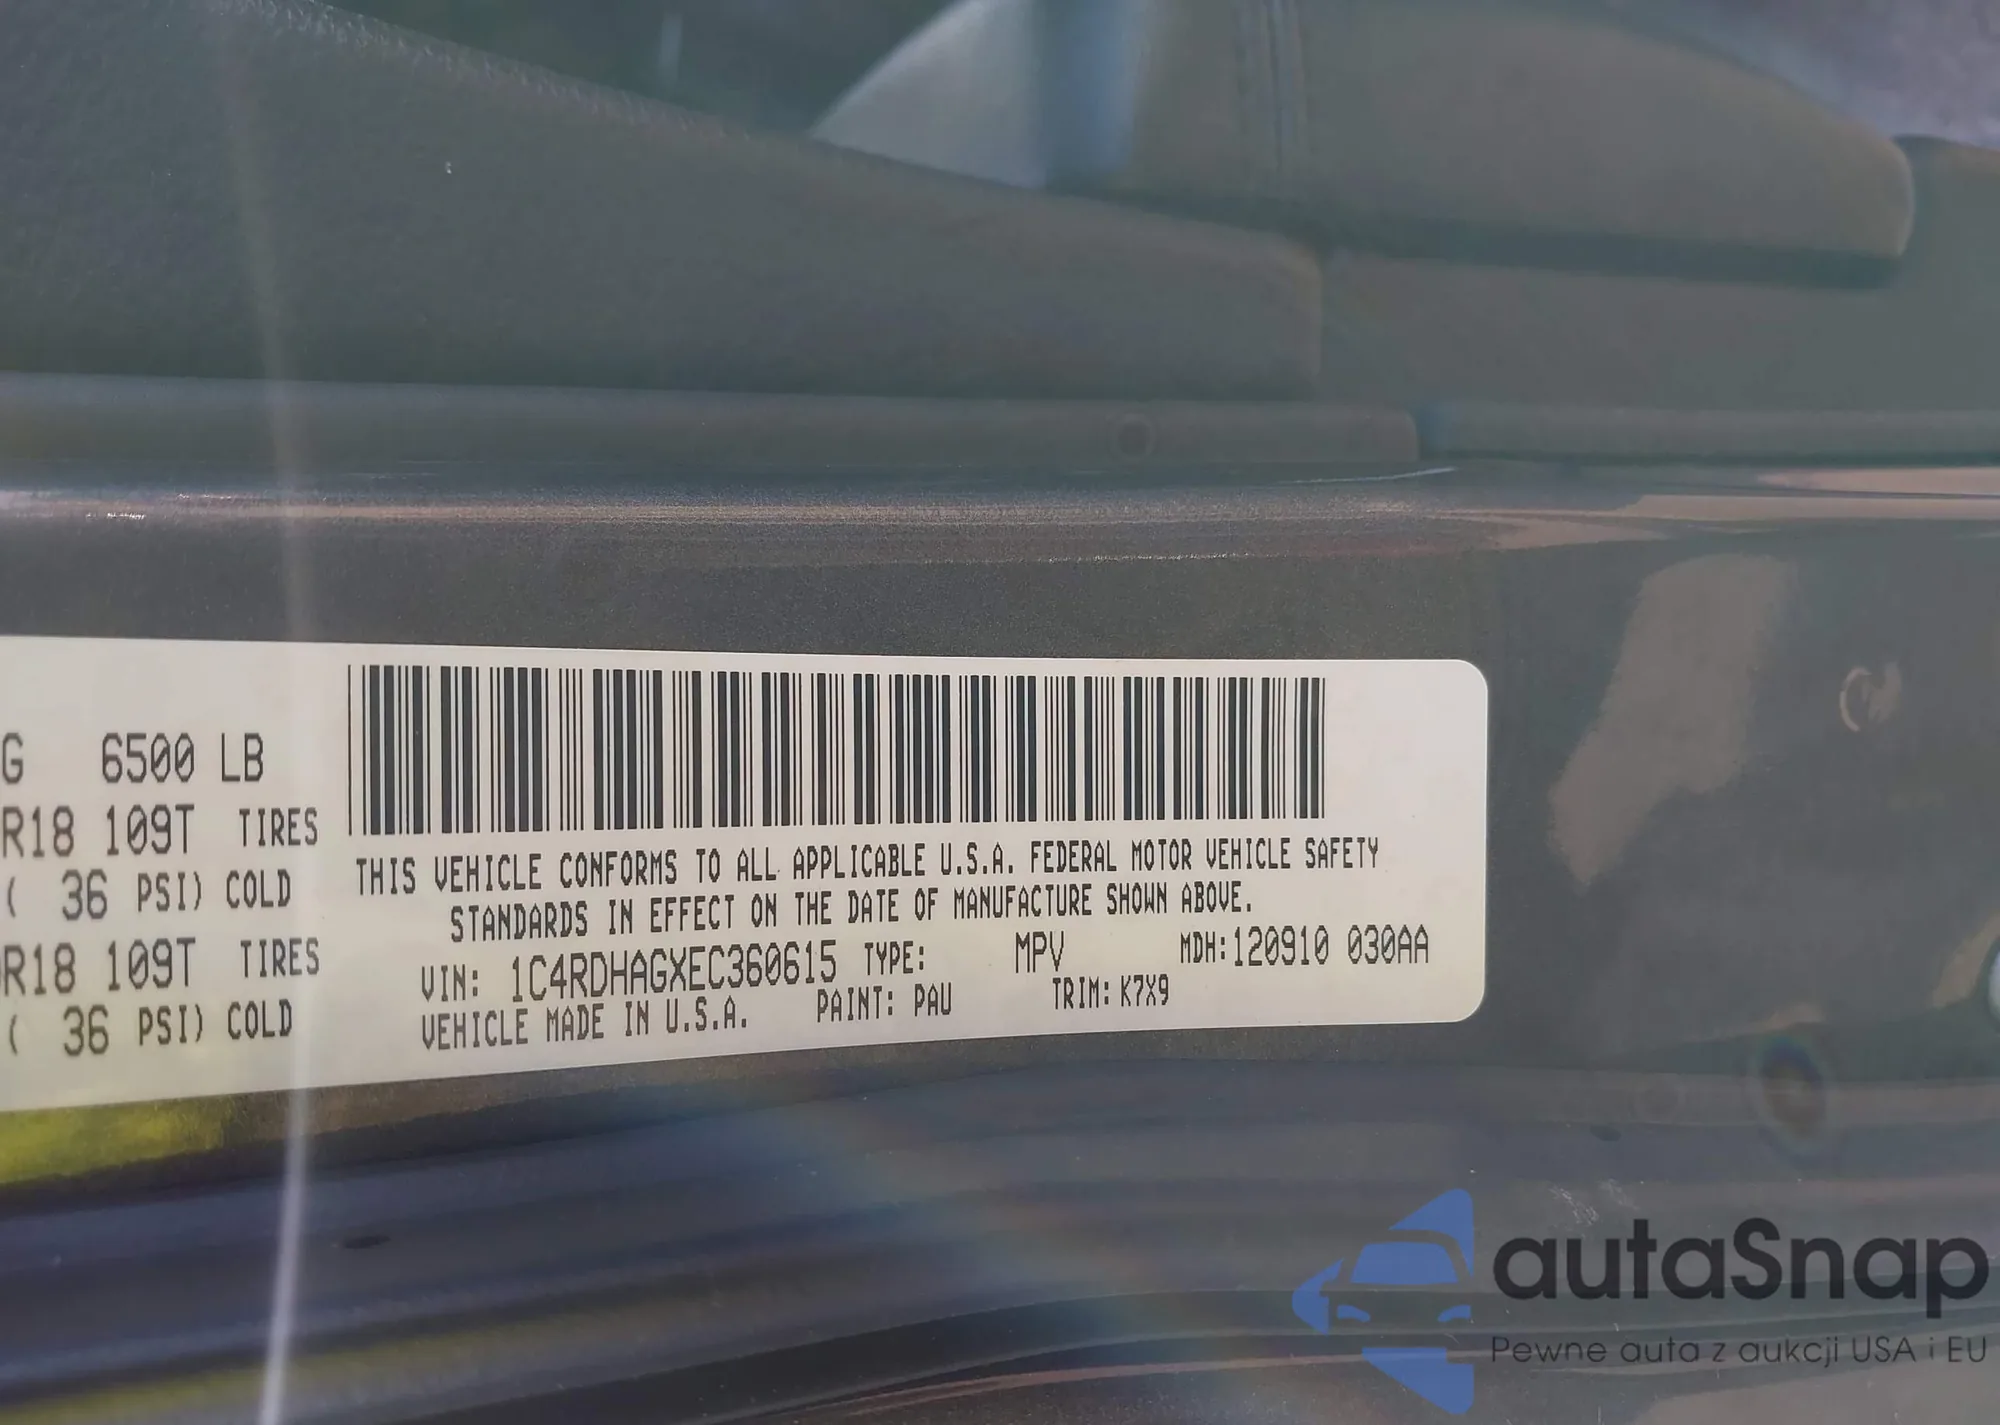 G 6500 LB
R18 109T TIRES
( 36 PSI) COLD
R18 109T TIRES
( 36 PSI) COLD
THIS VEHICLE CONFORMS TO ALL APPLICABLE U.S.A. FEDERAL MOTOR VEHICLE SAFETY
STANDARDS IN EFFECT ON THE DATE OF MANUFACTURE SHOWN ABOVE.
VIN: 1C4RDHAGXEC360615 TYPE: MPV MDH:120910 030AA
VEHICLE MADE IN U.S.A. PAINT: PAU TRIM: K7X9
autaSnap
Pewne auta z aukcji USA i EU